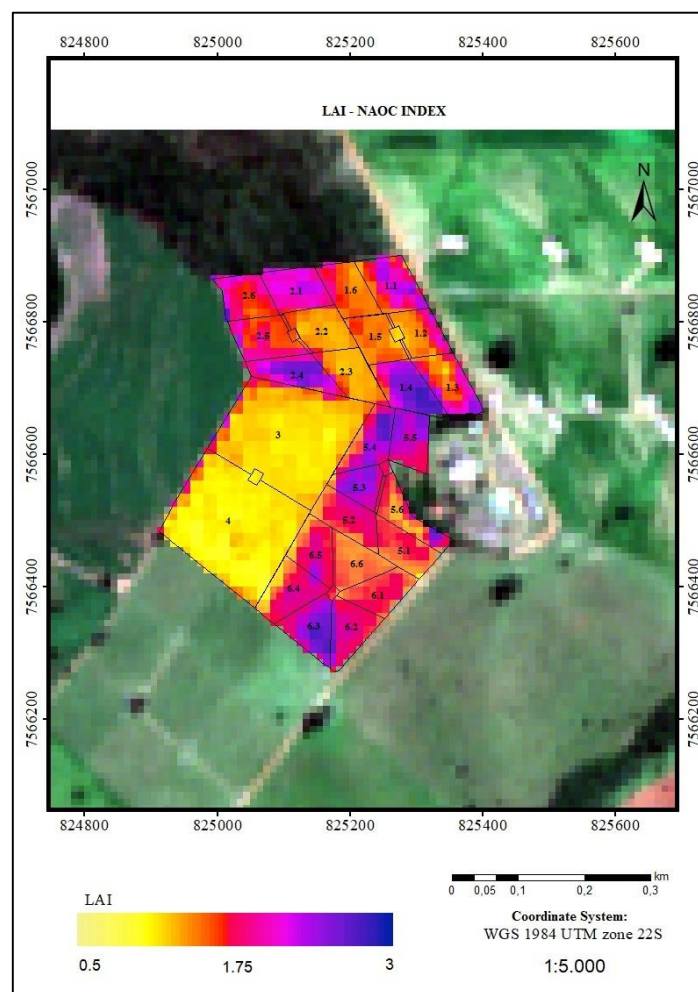 824800 825000 825200 825400 825600
LAI - NAOC INDEX
N
7567000 7567000
7566800 7566800
7566600 7566600
7566400 7566400
7566200 7566200
2.6 2.1 1.6 1.1
2.5 2.2 1.5 1.2
2.4 2.3 1.4 1.3
3 5.4 5.5
5.3
4 5.2 5.6
6.5 6.6 5.1
6.4 6.1
6.3 6.2
824800 825000 825200 825400 825600
LAI
0.5 1.75 3
km
0 0,05 0,1 0,2 0,3
Coordinate System:
WGS 1984 UTM zone 22S
1:5.000